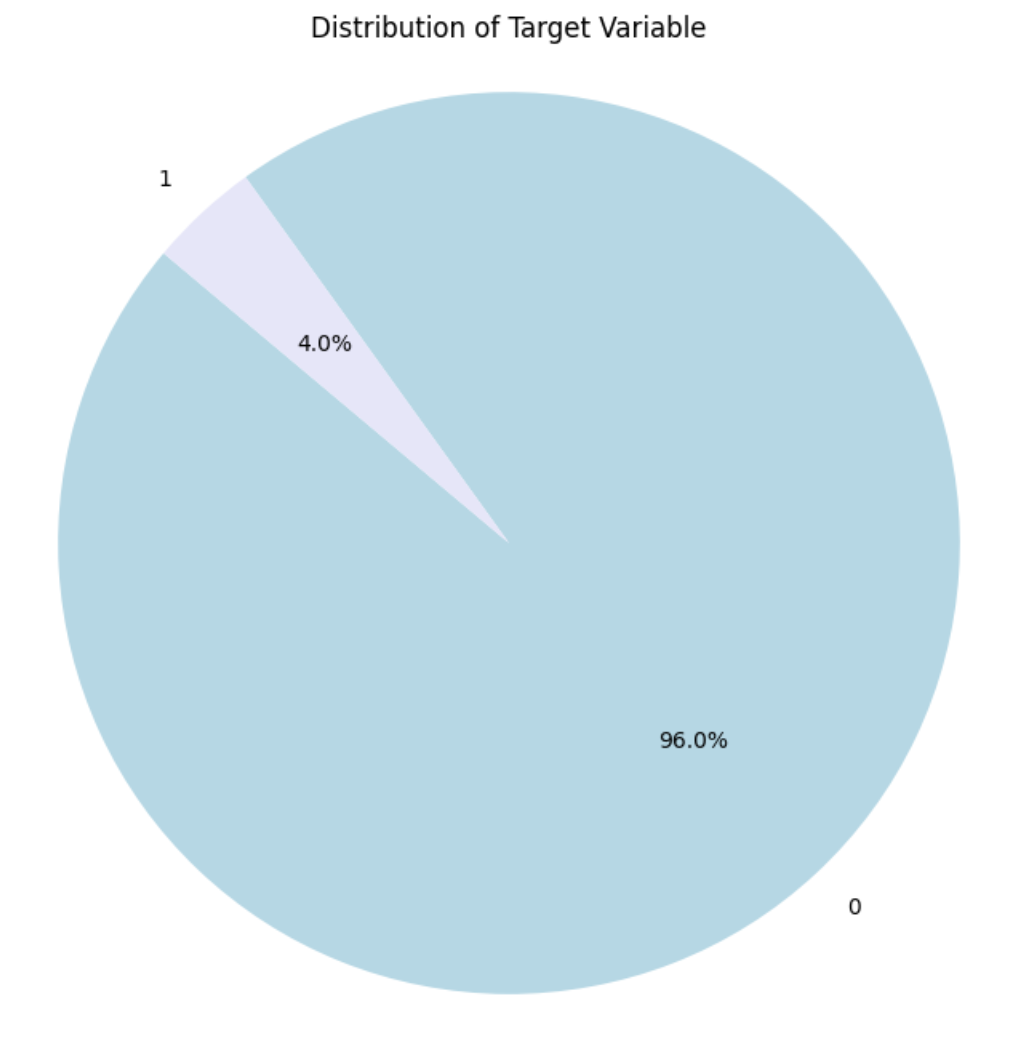 Distribution of Target Variable
1
4.0%
96.0%
0